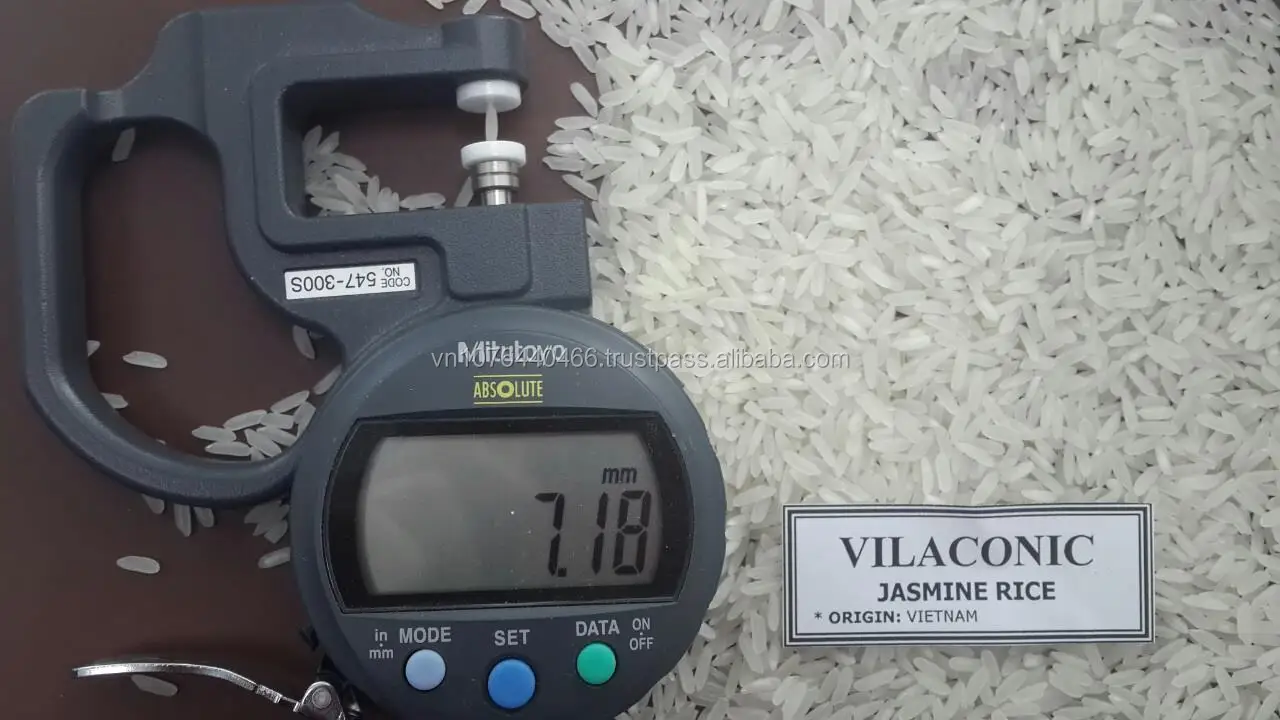 CODE NO. 547-300S
Mitutoyo
vn1076440466.trustpass.alibaba.com
ABSOLUTE
mm
7.18
in
mm
MODE
SET
DATA
ON
OFF
VILACONIC
JASMINE RICE
* ORIGIN: VIETNAM